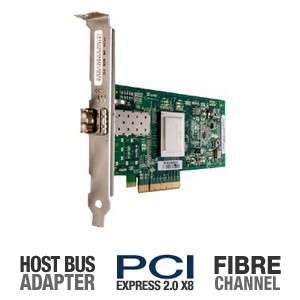 HOST BUS
ADAPTER
PCI
EXPRESS 2.0 X8
FIBRE
CHANNEL